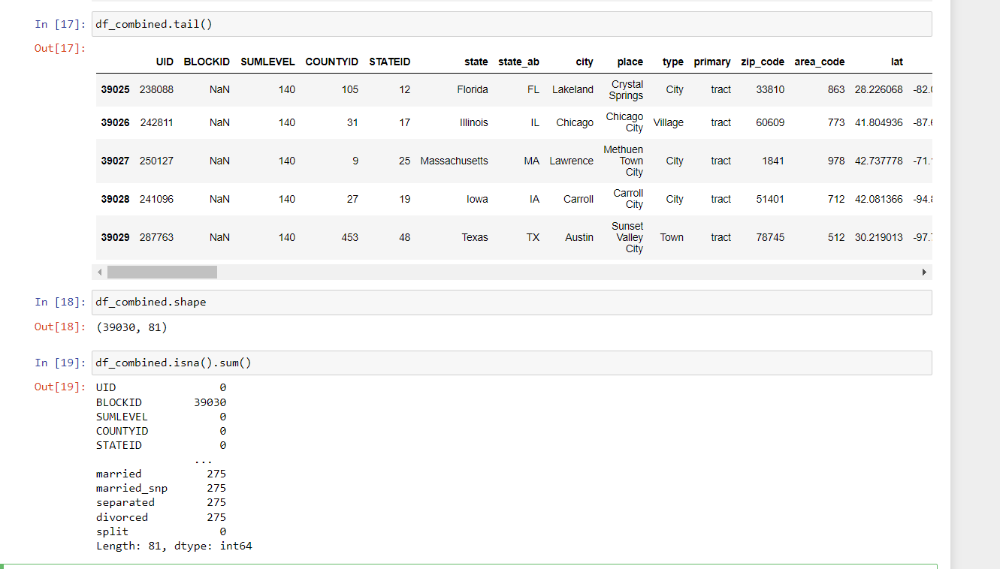 In [17]: df_combined.tail()
Out[17]:
UID BLOCKID SUMLEVEL COUNTYID STATEID state state_ab city place type primary zip_code area_code lat
39025 238088 NaN 140 105 12 Florida FL Lakeland Crystal Springs City tract 33810 863 28.226068 -82.0
39026 242811 NaN 140 31 17 Illinois IL Chicago Chicago City Village tract 60609 773 41.804936 -87.6
39027 250127 NaN 140 9 25 Massachusetts MA Lawrence Methuen Town City City tract 1841 978 42.737778 -71.
39028 241096 NaN 140 27 19 Iowa IA Carroll Carroll City City tract 51401 712 42.081366 -94.8
39029 287763 NaN 140 453 48 Texas TX Austin Sunset Valley City Town tract 78745 512 30.219013 -97.7
In [18]: df_combined.shape
Out[18]: (39030, 81)
In [19]: df_combined.isna().sum()
Out[19]: UID 0
BLOCKID 39030
SUMLEVEL 0
COUNTYID 0
STATEID 0
...
married 275
married_snp 275
separated 275
divorced 275
split 0
Length: 81, dtype: int64